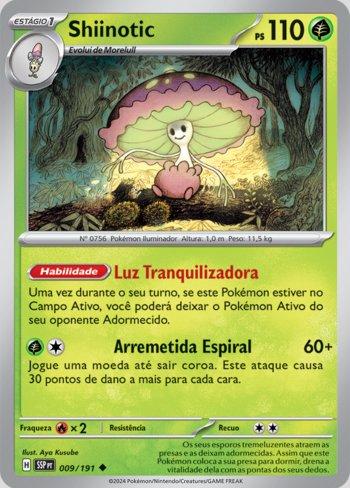 ESTÁGIO 1
Shiinotic
PS 110
Evolui de Morelull
Nº 0756 Pokémon Iluminador Altura: 1,0 m Peso: 11,5 kg
Habilidade Luz Tranquilizadora
Uma vez durante o seu turno, se este Pokémon estiver no
Campo Ativo, você poderá deixar o Pokémon Ativo do
seu oponente Adormecido.
Arremetida Espiral 60+
Jogue uma moeda até sair coroa. Este ataque causa
30 pontos de dano a mais para cada cara.
Fraqueza ×2 Resistência Recuo
Ilust. Aya Kusube
H SSP PT 009/191
Os seus esporos tremeluzentes atraem as
presas e as deixam adormecidas. Assim que este
Pokémon coloca a sua presa para dormir, drena a
vitalidade dela com as pontas dos seus dedos.
©2024 Pokémon/Nintendo/Creatures/GAME FREAK